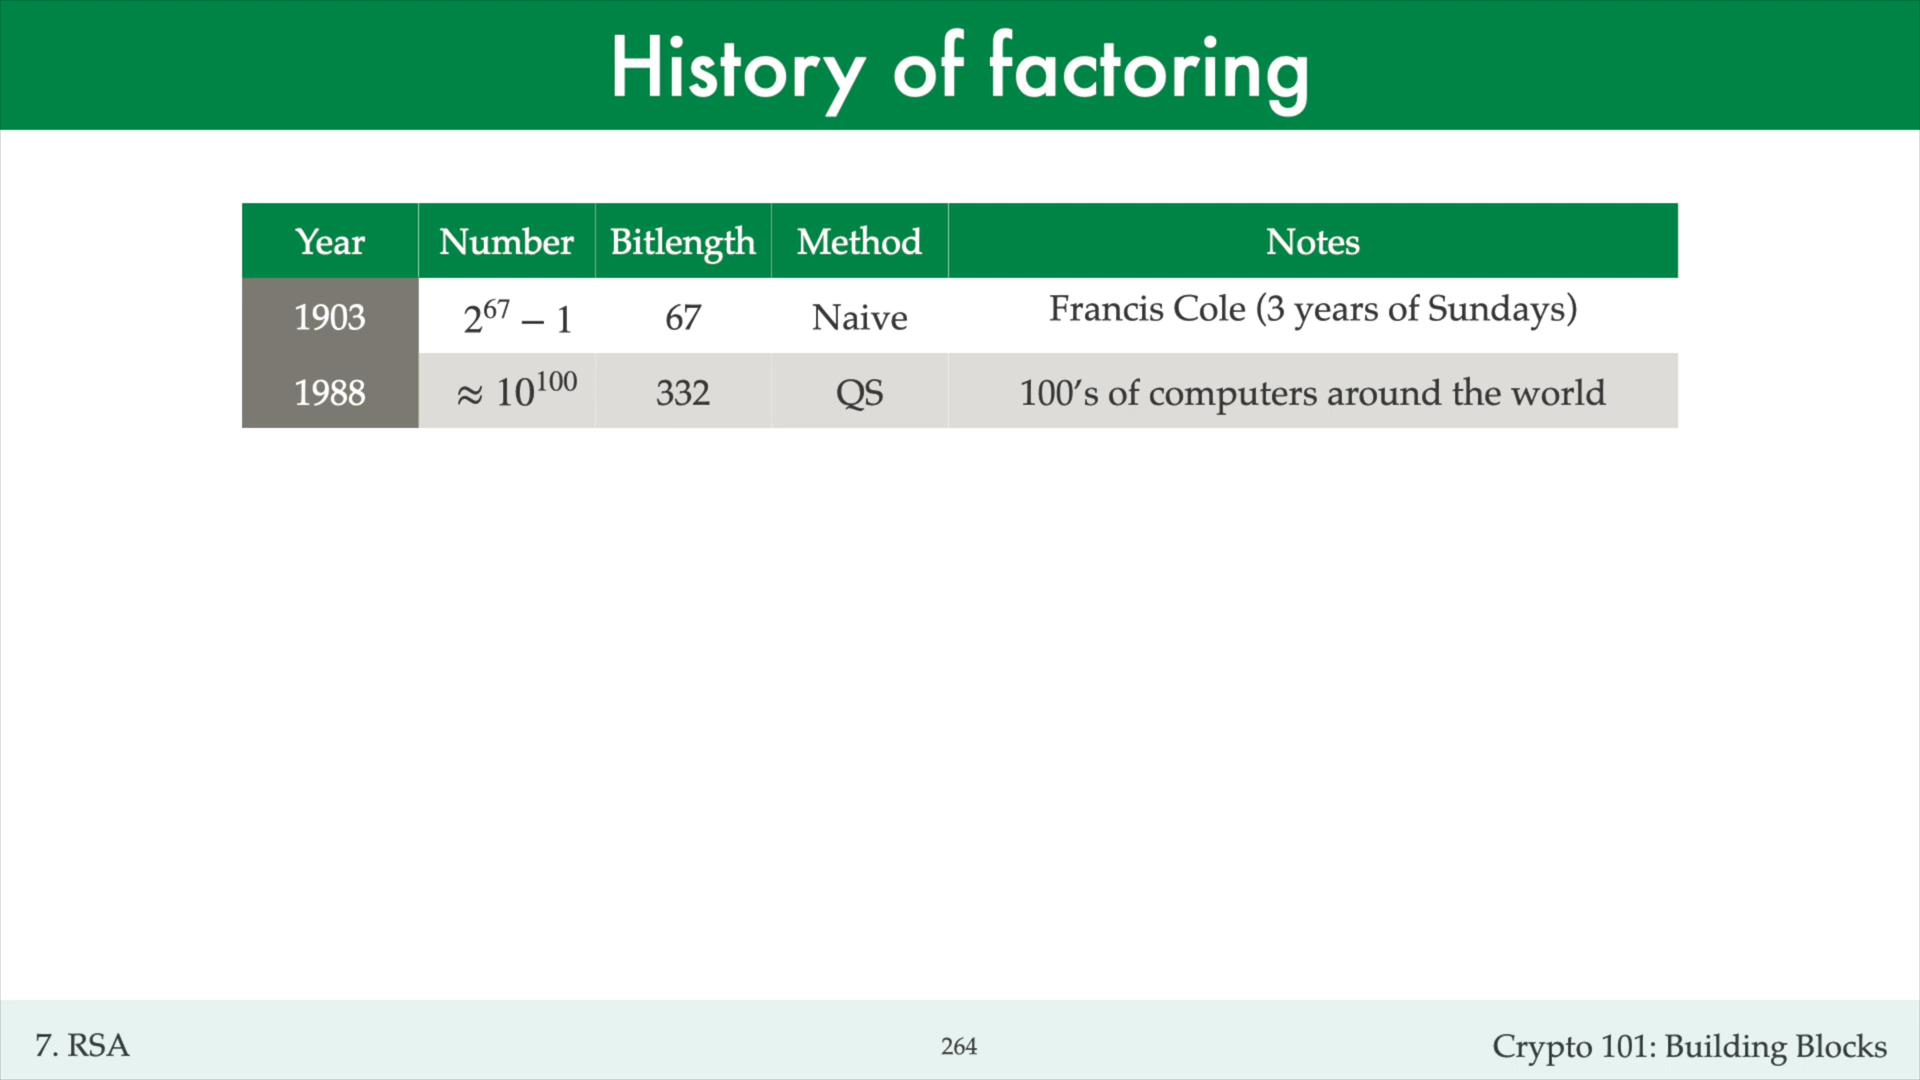 History of factoring
Year Number Bitlength Method Notes
1903 2^67 – 1 67 Naive Francis Cole (3 years of Sundays)
1988 ≈ 10^100 332 QS 100's of computers around the world
7. RSA 264 Crypto 101: Building Blocks